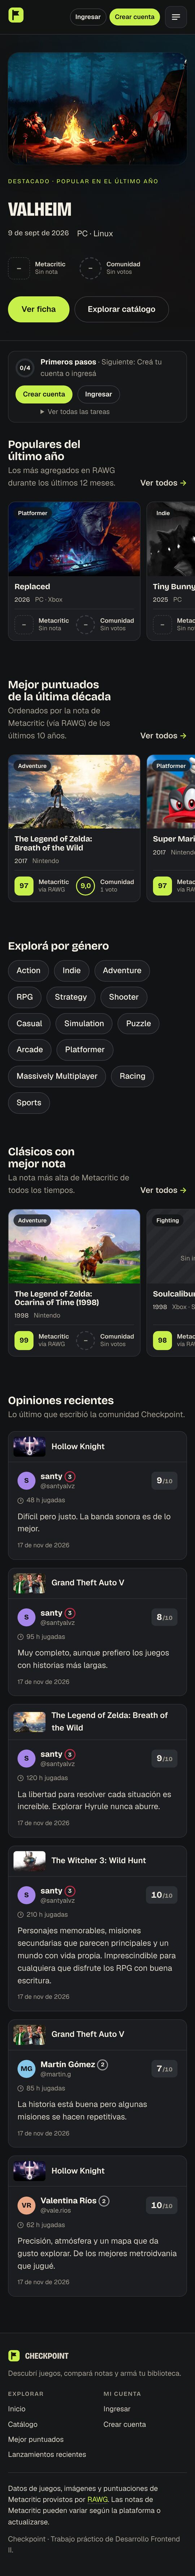 Ingresar
Crear cuenta
DESTACADO · POPULAR EN EL ÚLTIMO AÑO
VALHEIM
9 de sept de 2026 PC · Linux
– Metacritic
Sin nota
– Comunidad
Sin votos
Ver ficha
Explorar catálogo
0/4
Primeros pasos · Siguiente: Creá tu
cuenta o ingresá
Crear cuenta
Ingresar
▶ Ver todas las tareas
Populares del
último año
Los más agregados en RAWG
durante los últimos 12 meses.
Ver todos →
Platformer
Replaced
2026 PC · Xbox
– Metacritic
Sin nota
– Comunidad
Sin votos
Indie
Tiny Bunny
2025 PC
– Metac
Sin no
Mejor puntuados
de la última década
Ordenados por la nota de
Metacritic (vía RAWG) de los
últimos 10 años.
Ver todos →
Adventure
The Legend of Zelda:
Breath of the Wild
2017 Nintendo
97 Metacritic
vía RAWG
9,0 Comunidad
1 voto
Platformer
Super Mari
2017 Nintend
97 Metac
vía RA
Explorá por género
Action
Indie
Adventure
RPG
Strategy
Shooter
Casual
Simulation
Puzzle
Arcade
Platformer
Massively Multiplayer
Racing
Sports
Clásicos con
mejor nota
La nota más alta de Metacritic de
todos los tiempos.
Ver todos →
Adventure
The Legend of Zelda:
Ocarina of Time (1998)
1998 Nintendo
99 Metacritic
vía RAWG
– Comunidad
Sin votos
Fighting
Sin i
Soulcalibur
1998 Xbox · S
98 Metac
vía RA
Opiniones recientes
Lo último que escribió la comunidad Checkpoint.
Hollow Knight
S
santy 3
@santyalvz
9/10
48 h jugadas
Difícil pero justo. La banda sonora es de lo
mejor.
17 de nov de 2026
Grand Theft Auto V
S
santy 3
@santyalvz
8/10
95 h jugadas
Muy completo, aunque prefiero los juegos
con historias más largas.
17 de nov de 2026
The Legend of Zelda: Breath of
the Wild
S
santy 3
@santyalvz
9/10
120 h jugadas
La libertad para resolver cada situación es
increíble. Explorar Hyrule nunca aburre.
17 de nov de 2026
The Witcher 3: Wild Hunt
S
santy 3
@santyalvz
10/10
210 h jugadas
Personajes memorables, misiones
secundarias que parecen principales y un
mundo con vida propia. Imprescindible para
cualquiera que disfrute los RPG con buena
escritura.
17 de nov de 2026
Grand Theft Auto V
MG
Martín Gómez 2
@martin.g
7/10
85 h jugadas
La historia está buena pero algunas
misiones se hacen repetitivas.
17 de nov de 2026
Hollow Knight
VR
Valentina Ríos 2
@vale.rios
10/10
62 h jugadas
Precisión, atmósfera y un mapa que da
gusto explorar. De los mejores metroidvania
que jugué.
17 de nov de 2026
CHECKPOINT
Descubrí juegos, compará notas y armá tu biblioteca.
EXPLORAR
Inicio
Catálogo
Mejor puntuados
Lanzamientos recientes
MI CUENTA
Ingresar
Crear cuenta
Datos de juegos, imágenes y puntuaciones de
Metacritic provistos por RAWG. Las notas de
Metacritic pueden variar según la plataforma o
actualizarse.
Checkpoint · Trabajo práctico de Desarrollo Frontend
II.